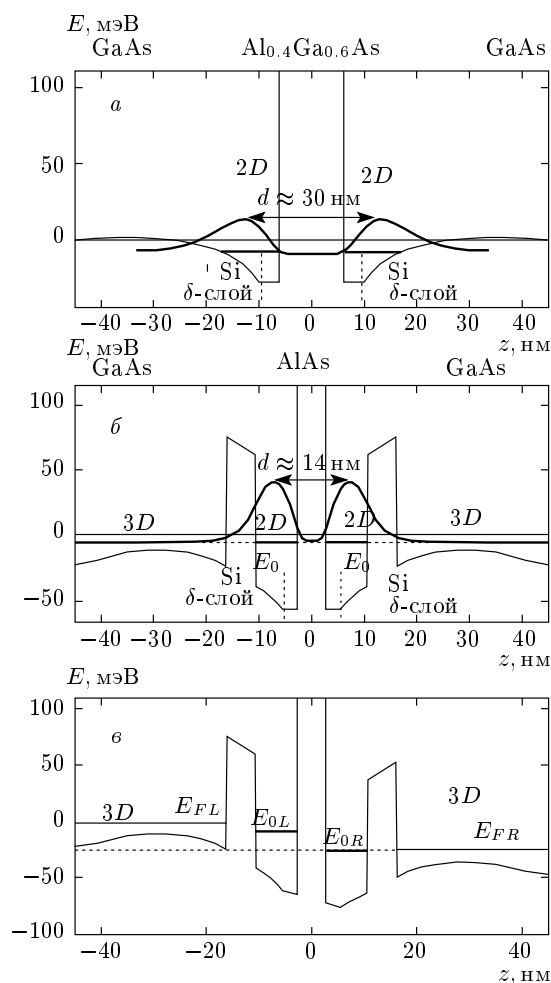 E, мэВ
GaAs Al0.4Ga0.6As GaAs
100
а
50
2D 2D
d ≈ 30 нм
0
Si Si
δ-слой δ-слой
−40 −30 −20 −10 0 10 20 30 40
z, нм
E, мэВ
GaAs AlAs GaAs
100
б
50
d ≈ 14 нм
3D 2D 2D 3D
0
E0 E0
Si Si
δ-слой δ-слой
−50
−40 −30 −20 −10 0 10 20 30 40
z, нм
E, мэВ
100
в
50
3D
3D EFL E0L
0
E0R EFR
−50
−100
−40 −20 −10 0 10 20 30 40
z, нм